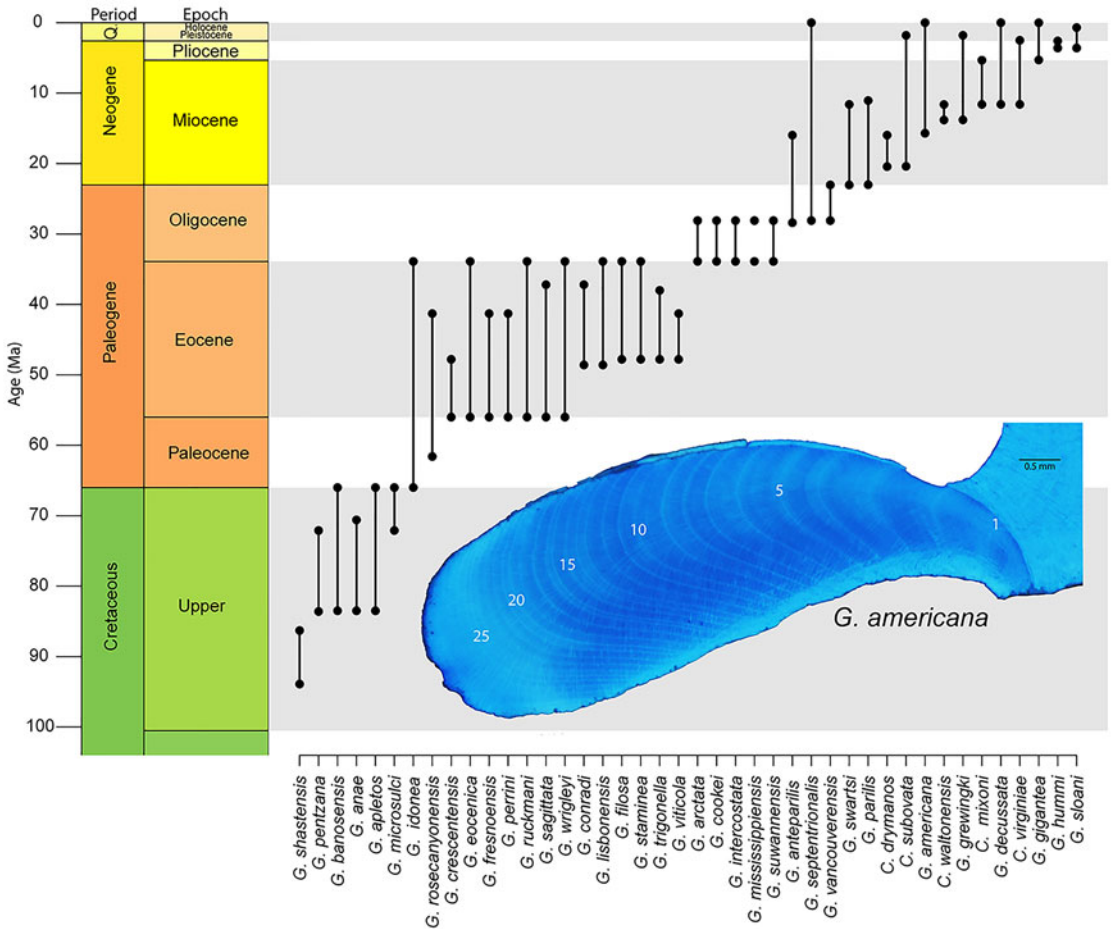 Period Epoch
0
Q.
Holocene
Pleistocene
Pliocene
10
Neogene
Miocene
20
Oligocene
30
Age (Ma)
40
Paleogene
Eocene
50
60
Paleocene
70
80
Cretaceous
Upper
90
100
0.5 mm
1
5
10
15
20
25
G. americana
G. shastensis
G. pentzana
G. banosensis
G. anae
G. apletos
G. microsulci
G. idonea
G. rosecanyonensis
G. crescentensis
G. eocenica
G. fresnoensis
G. perrini
G. ruckmani
G. sagittata
G. wrigleyi
G. conradi
G. lisbonensis
G. filosa
G. staminea
G. trigonella
G. viticola
G. arctata
G. cookei
G. intercostata
G. mississippiensis
G. suwannensis
G. anteparilis
G. septentrionalis
G. vancouverensis
G. swartsi
G. parilis
C. drymanos
C. subovata
G. americana
C. waltonensis
G. grewingki
C. mixoni
G. decussata
C. virginiae
G. gigantea
G. hummi
G. sloani